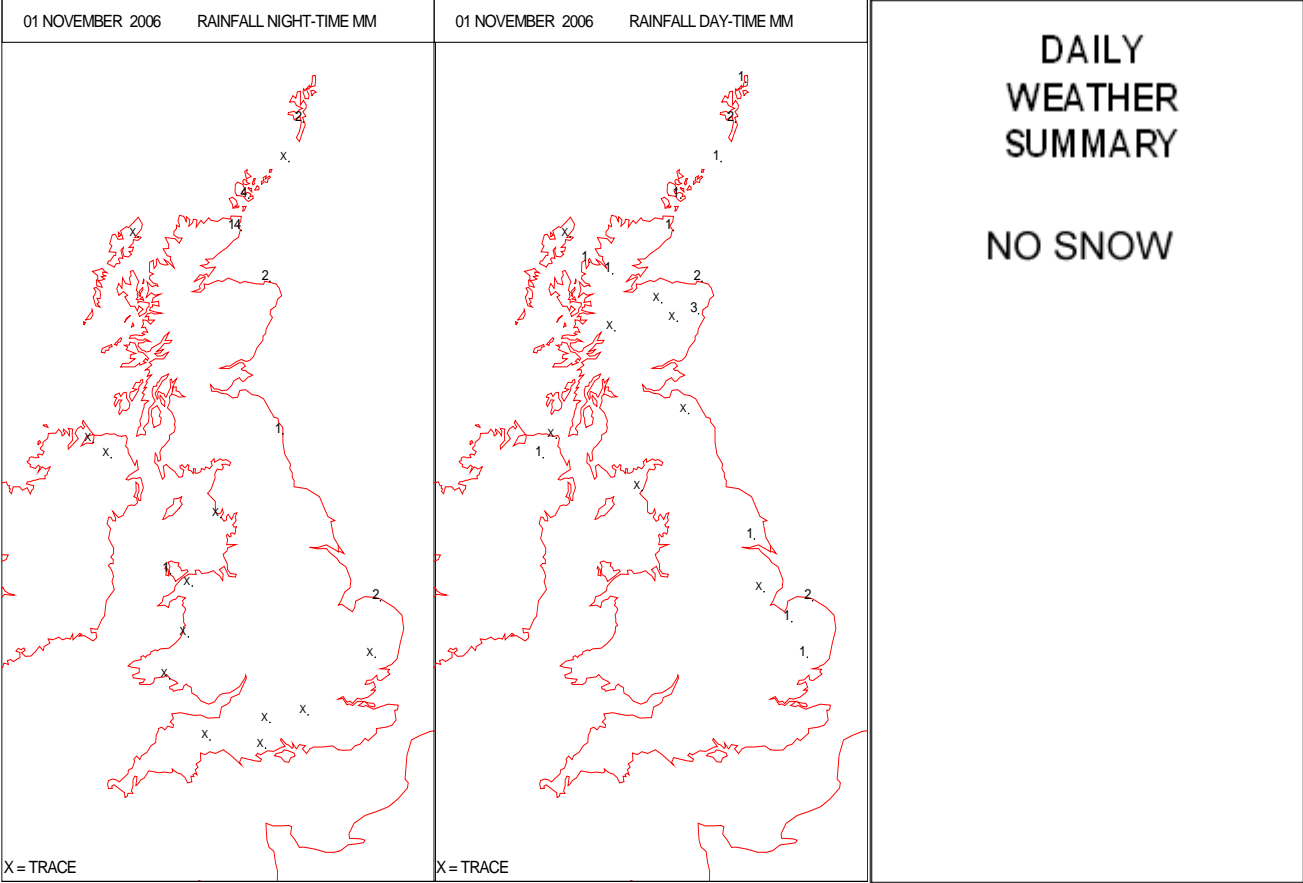 01 NOVEMBER 2006 RAINFALL NIGHT-TIME MM
2
X
4
14
X
2
1
X
X
X
1
X
2
X
X
X
X
X
X
X
X = TRACE
01 NOVEMBER 2006 RAINFALL DAY-TIME MM
1
2
1
1
1
X
1
1
2
X
3
X
X
X
X
1
X
1
X
2
1
1
X = TRACE
DAILY
WEATHER
SUMMARY
NO SNOW